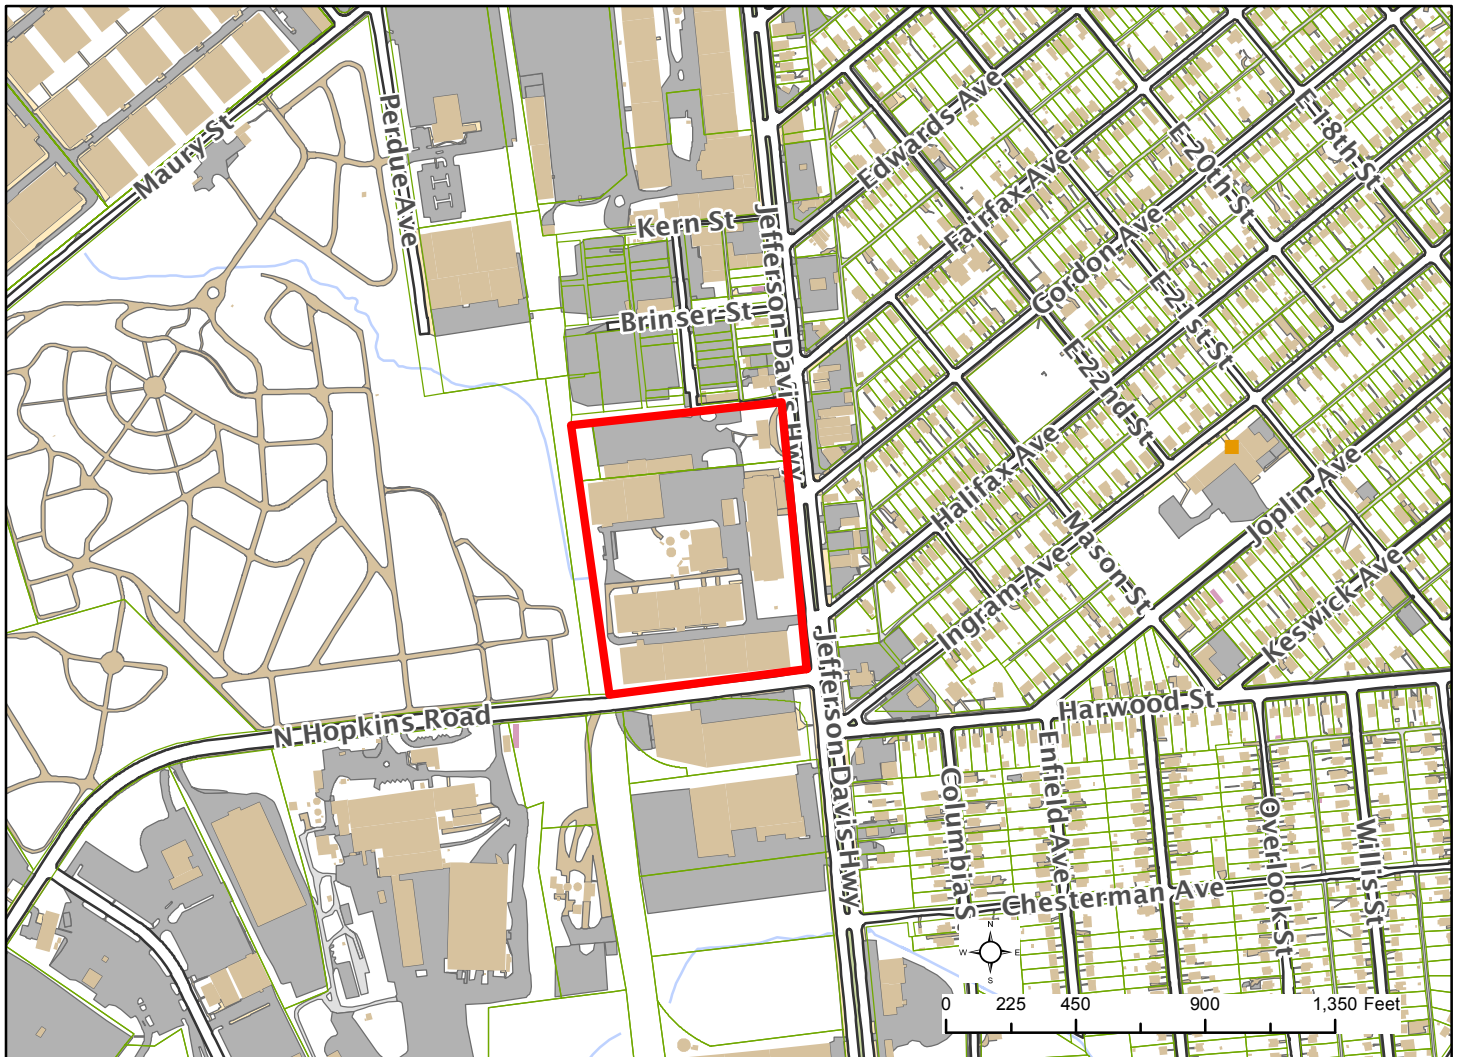 Maury St
Perdue Ave
Kern St
Brinser St
Jefferson Davis Hwy
Edwards Ave
Fairfax Ave
Gordon Ave
E 18th St
E 20th St
E 21st St
E 22nd St
Halifax Ave
Mason St
Ingram Ave
Joplin Ave
Keswick Ave
N Hopkins Road
Jefferson Davis Hwy
Harwood St
Columbia S
Enfield Ave
Overlook St
Willis St
Chesterman Ave
N
W E
S
0 225 450 900 1,350 Feet